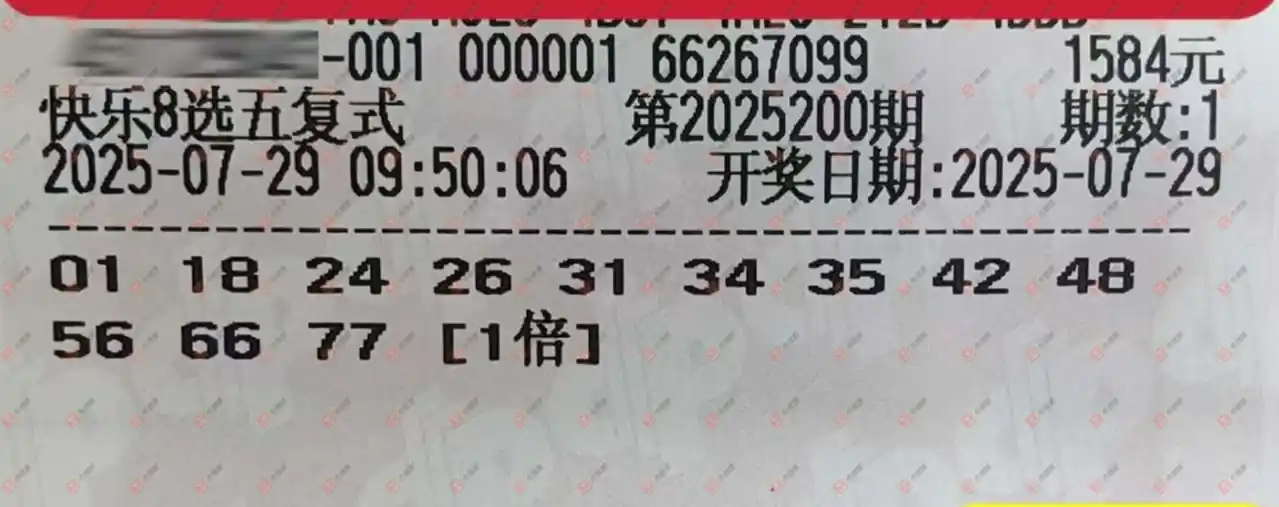 -001 000001 66267099 1584元
快乐8选五复式 第2025200期 期数:1
2025-07-29 09:50:06 开奖日期:2025-07-29
01 18 24 26 31 34 35 42 48
56 66 77 [1倍]